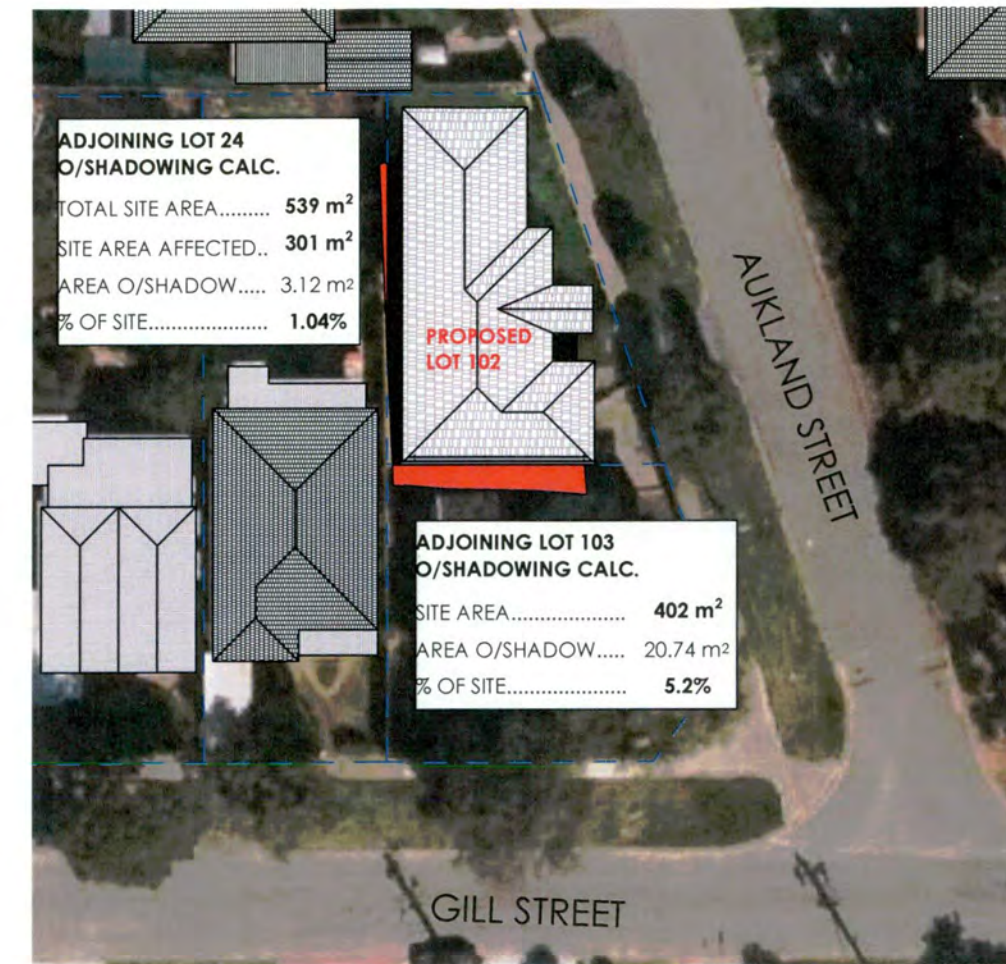 ADJOINING LOT 24
O/SHADOWING CALC.
TOTAL SITE AREA......... 539 m²
SITE AREA AFFECTED.. 301 m²
AREA O/SHADOW..... 3.12 m²
% OF SITE.................... 1.04%
PROPOSED
LOT 102
AUKLAND STREET
ADJOINING LOT 103
O/SHADOWING CALC.
SITE AREA................... 402 m²
AREA O/SHADOW..... 20.74 m²
% OF SITE..................... 5.2%
GILL STREET